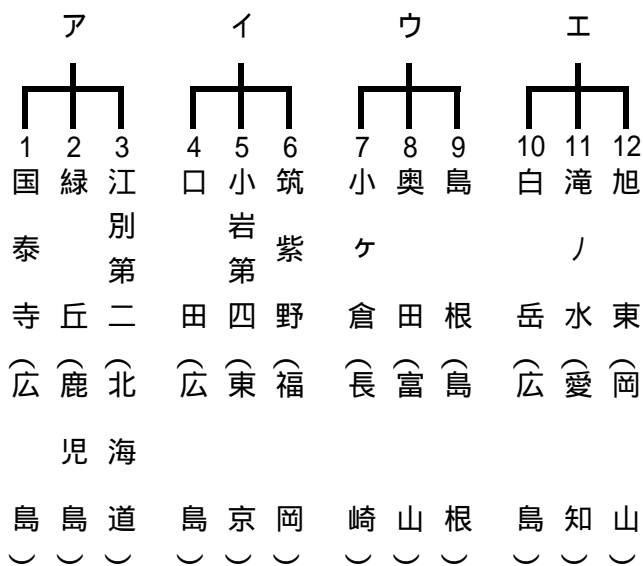 ア
1
国泰寺（広島）
2
緑丘（鹿児島）
3
江別第二（北海道）
イ
4
口田（広島）
5
小岩第四（東京）
6
筑紫野（福岡）
ウ
7
小ヶ倉（長崎）
8
奥田（富山）
9
島根（島根）
エ
10
白岳（広島）
11
滝ノ水（愛知）
12
旭東（岡山）